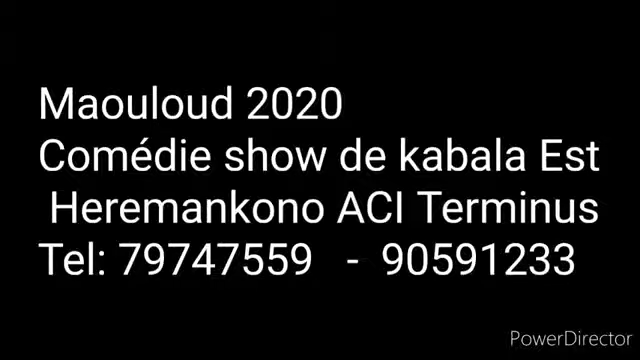 Maouloud 2020
Comédie show de kabala Est
Heremankono ACI Terminus
Tel: 79747559 - 90591233
PowerDirector